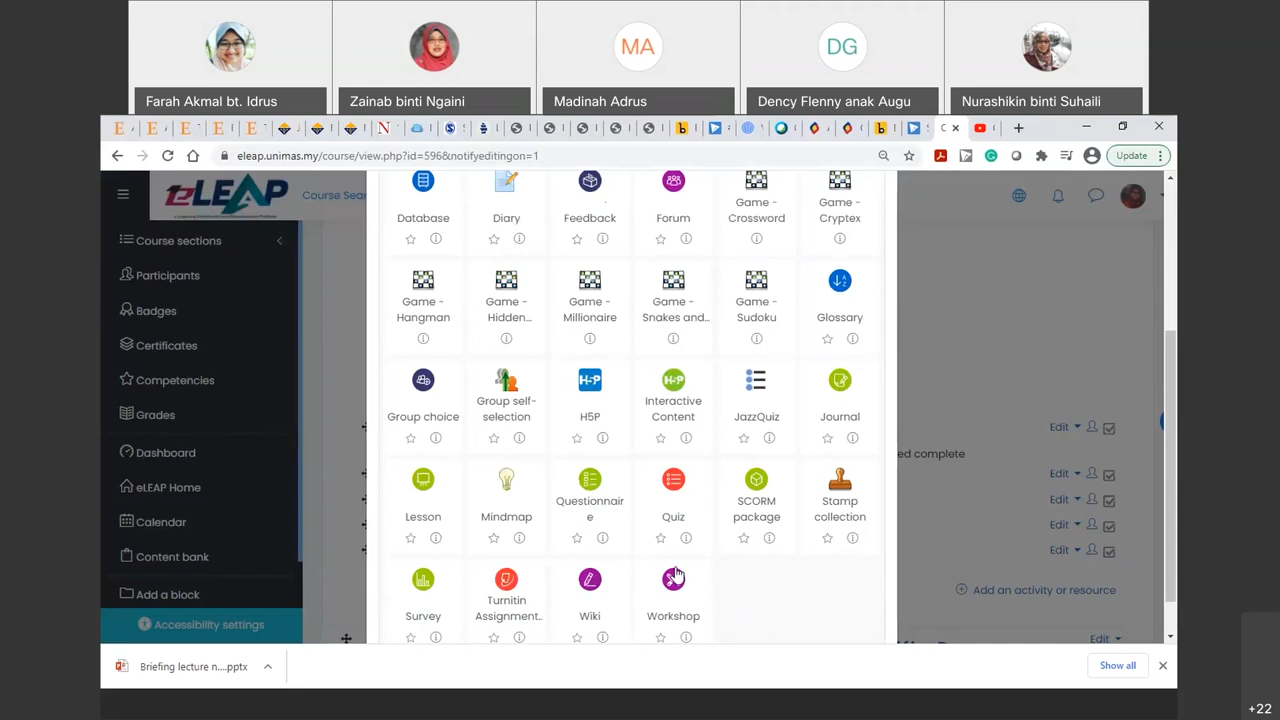 MA
DG
Farah Akmal bt. Idrus
Zainab binti Ngaini
Madinah Adrus
Dency Flenny anak Augu
Nurashikin binti Suhaili
eleap.unimas.my/course/view.php?id=596&notifyeditingon=1
Update
eLEAP
Course Sear
Course sections
Participants
Badges
Certificates
Competencies
Grades
Dashboard
eLEAP Home
Calendar
Content bank
Add a block
Accessibility settings
Database
Diary
Feedback
Forum
Game -
Crossword
Game -
Cryptex
Game -
Hangman
Game -
Hidden...
Game -
Millionaire
Game -
Snakes and...
Game -
Sudoku
Glossary
Group choice
Group self-
selection
H5P
H5P
Interactive
Content
H5P
JazzQuiz
Journal
Lesson
Mindmap
Questionnair
e
Quiz
SCORM
package
Stamp
collection
Survey
Turnitin
Assignment...
Wiki
Workshop
Edit
ed complete
Edit
Edit
Edit
Edit
Add an activity or resource
Edit
Briefing lecture n....pptx
Show all
+22